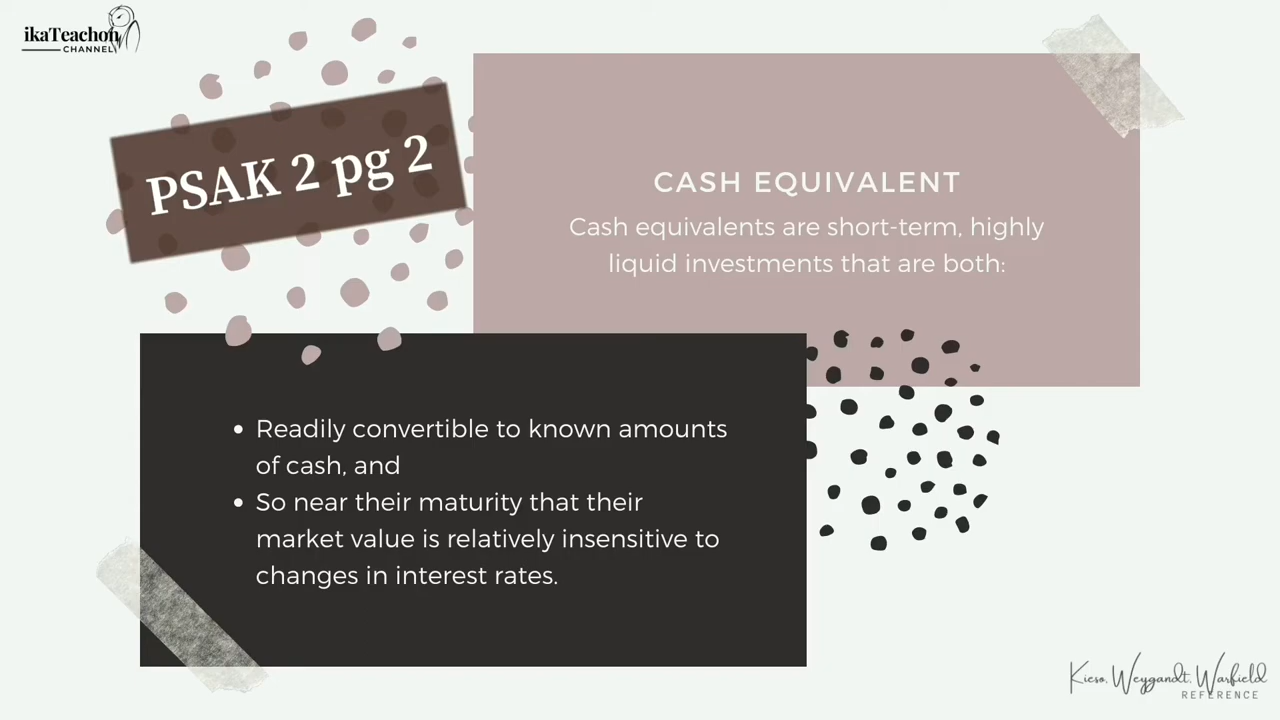 ikaTeachon
CHANNEL
PSAK 2 pg 2
CASH EQUIVALENT
Cash equivalents are short-term, highly
liquid investments that are both:
• Readily convertible to known amounts
of cash, and
• So near their maturity that their
market value is relatively insensitive to
changes in interest rates.
Kieso, Weygandt, Warfield
REFERENCE